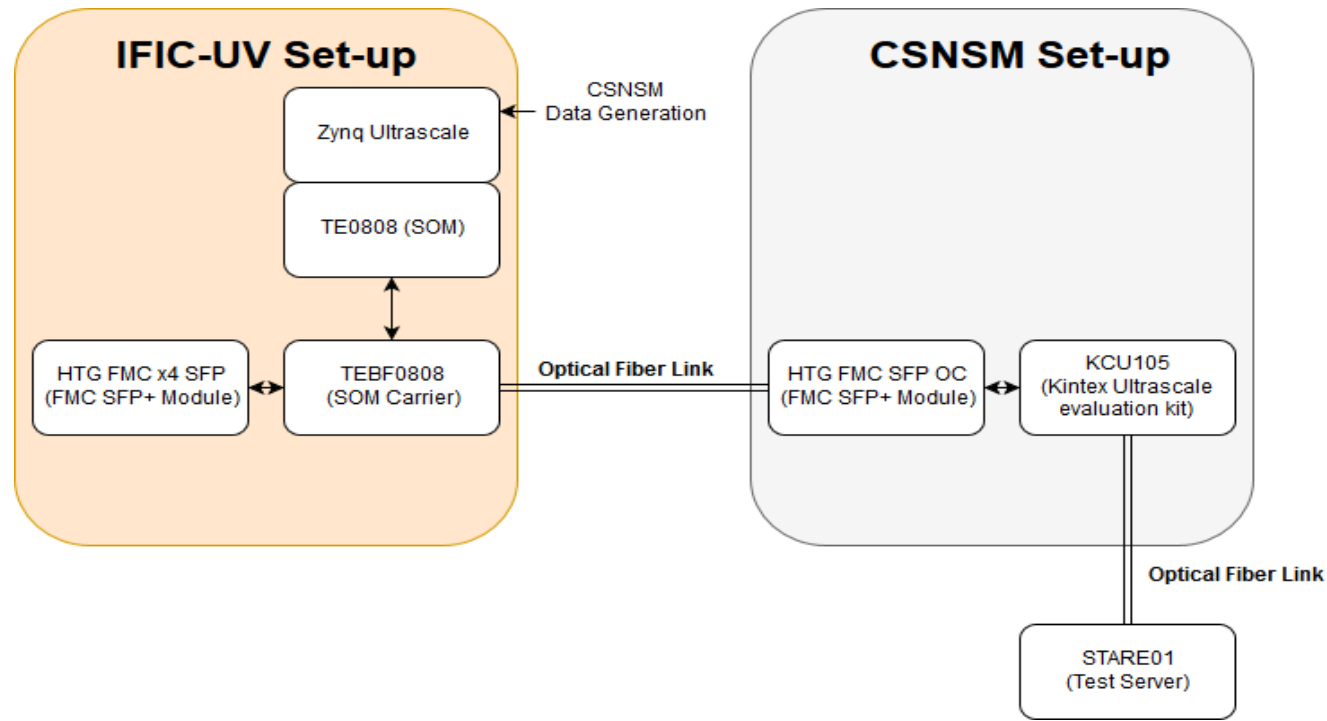 IFIC-UV Set-up
CSNSM Set-up
Zynq Ultrascale
CSNSM
Data Generation
TE0808 (SOM)
HTG FMC x4 SFP
(FMC SFP+ Module)
TEBF0808
(SOM Carrier)
Optical Fiber Link
HTG FMC SFP OC
(FMC SFP+ Module)
KCU105
(Kintex Ultrascale
evaluation kit)
Optical Fiber Link
STARE01
(Test Server)